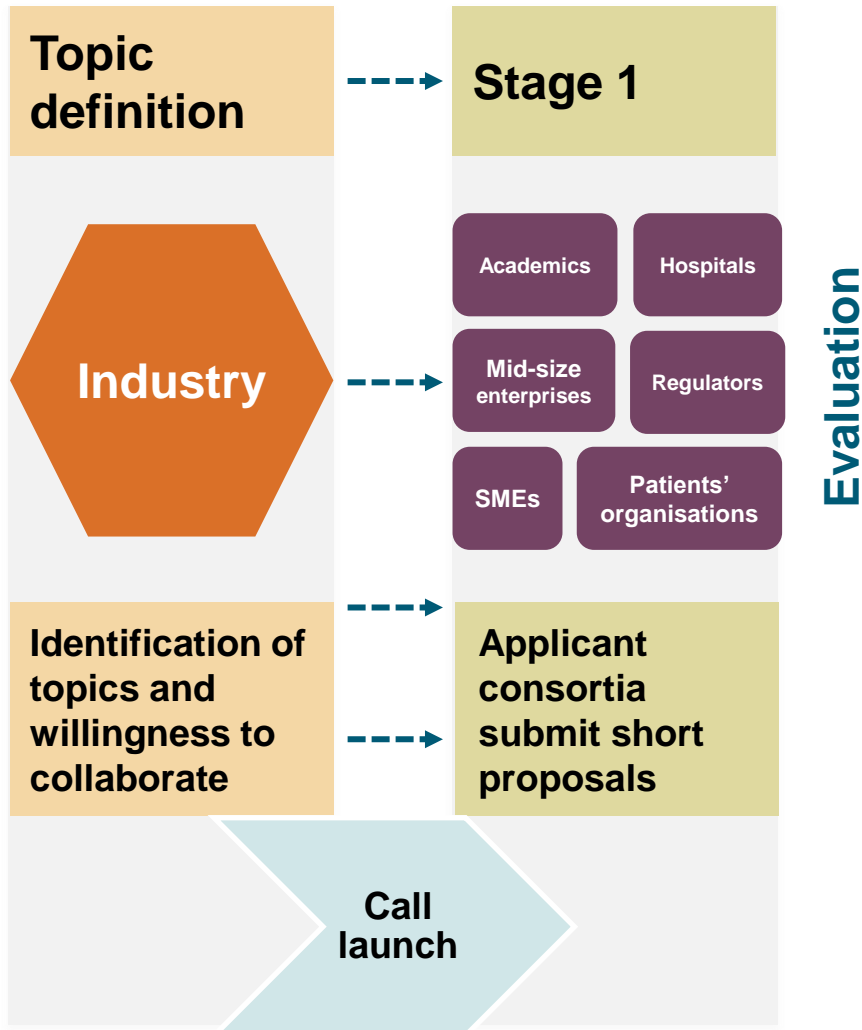 Topic
definition
Stage 1
Industry
Academics
Hospitals
Mid-size
enterprises
Regulators
SMEs
Patients’
organisations
Evaluation
Identification of
topics and
willingness to
collaborate
Applicant
consortia
submit short
proposals
Call
launch